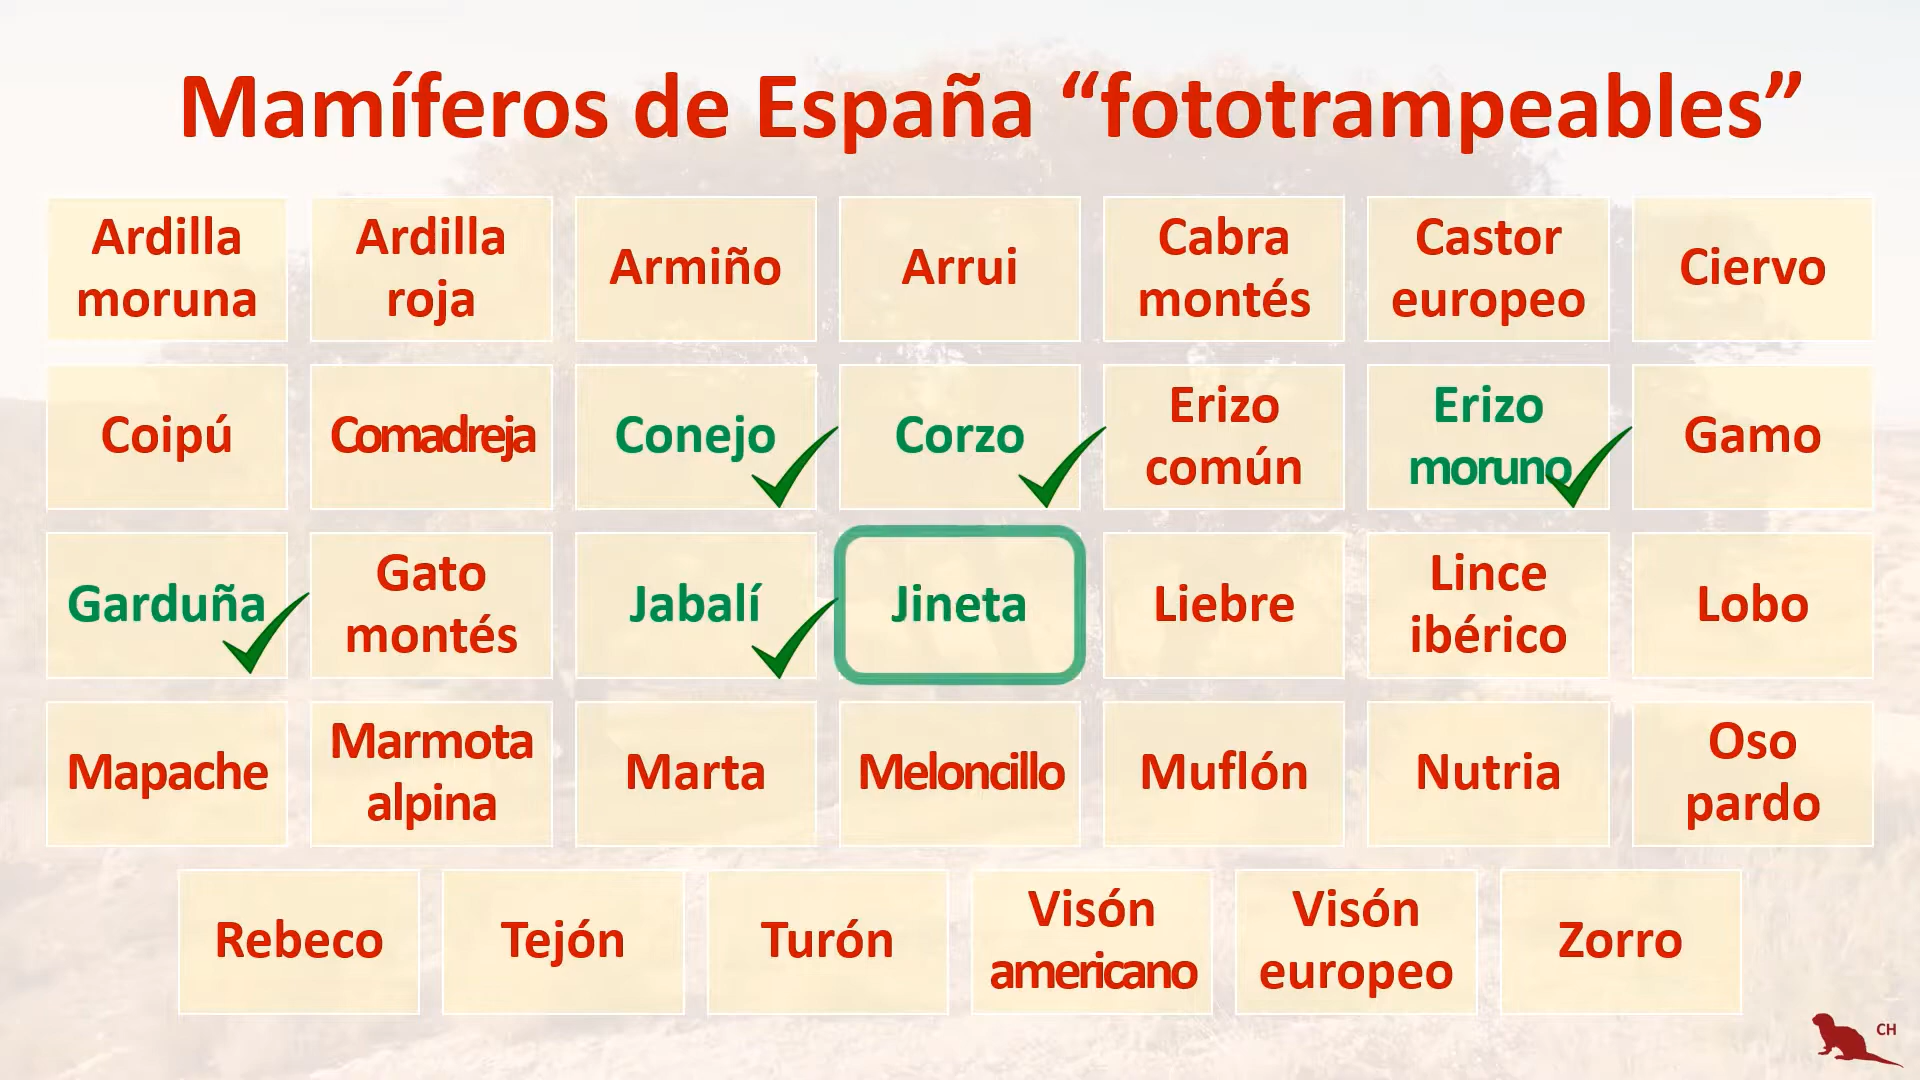 Mamíferos de España “fototrampeables”
Ardilla
moruna
Ardilla
roja
Armiño
Arrui
Cabra
montés
Castor
europeo
Ciervo
Coipú
Comadreja
Conejo
Corzo
Erizo
común
Erizo
moruno
Gamo
Garduña
Gato
montés
Jabalí
Jineta
Liebre
Lince
ibérico
Lobo
Mapache
Marmota
alpina
Marta
Meloncillo
Muflón
Nutria
Oso
pardo
Rebeco
Tejón
Turón
Visón
americano
Visón
europeo
Zorro
CH